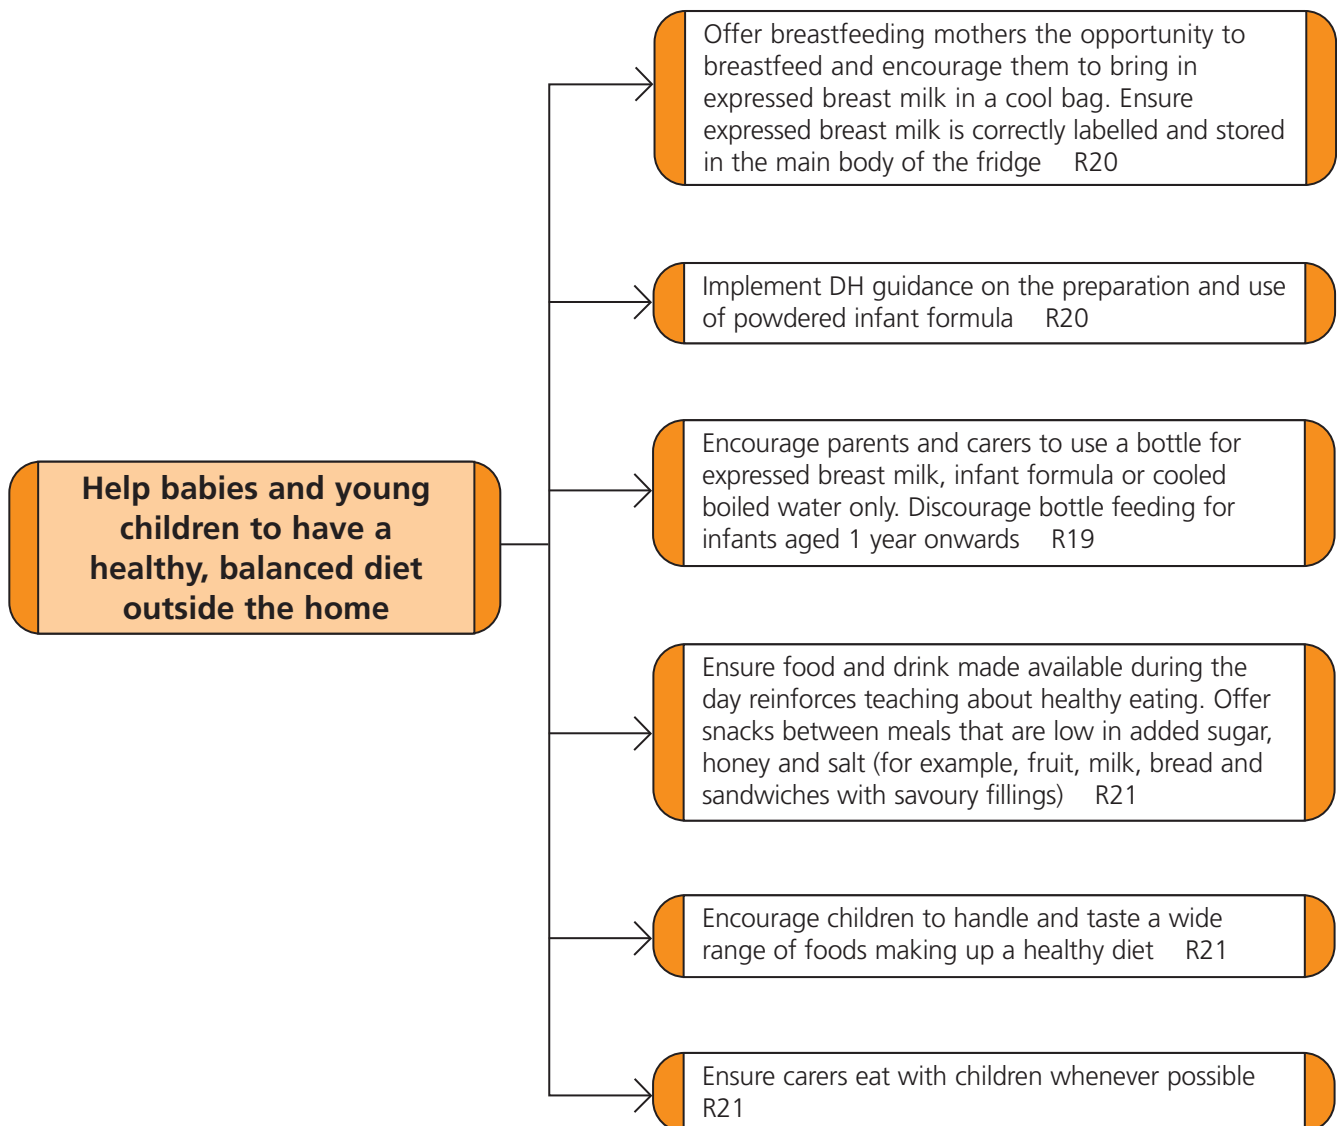 Offer breastfeeding mothers the opportunity to
breastfeed and encourage them to bring in
expressed breast milk in a cool bag. Ensure
expressed breast milk is correctly labelled and stored
in the main body of the fridge R20
Implement DH guidance on the preparation and use
of powdered infant formula R20
Encourage parents and carers to use a bottle for
expressed breast milk, infant formula or cooled
boiled water only. Discourage bottle feeding for
infants aged 1 year onwards R19
Help babies and young
children to have a
healthy, balanced diet
outside the home
Ensure food and drink made available during the
day reinforces teaching about healthy eating. Offer
snacks between meals that are low in added sugar,
honey and salt (for example, fruit, milk, bread and
sandwiches with savoury fillings) R21
Encourage children to handle and taste a wide
range of foods making up a healthy diet R21
Ensure carers eat with children whenever possible
R21